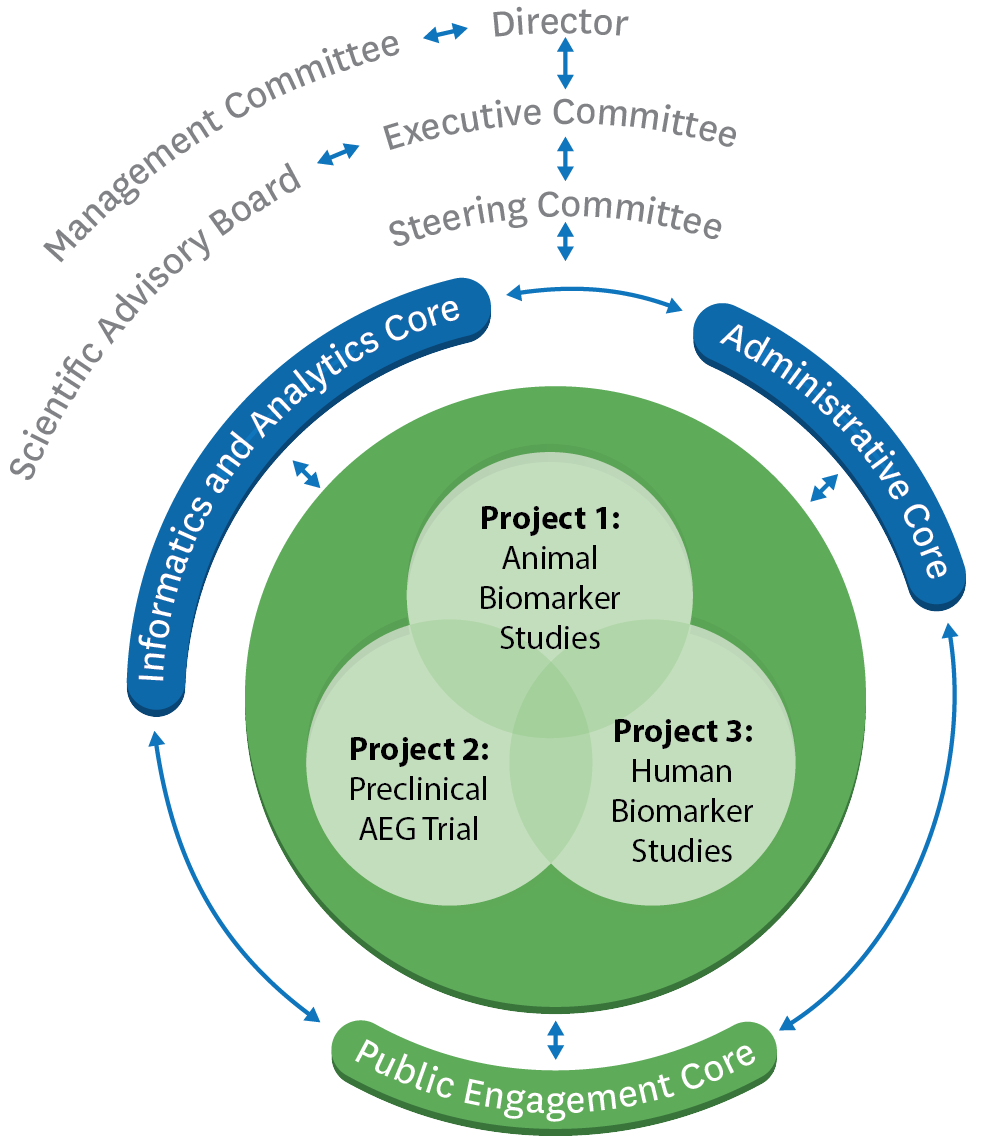 Director
Management Committee
Executive Committee
Scientific Advisory Board
Steering Committee
Informatics and Analytics Core
Administrative Core
Project 1:
Animal
Biomarker
Studies
Project 2:
Preclinical
AEG Trial
Project 3:
Human
Biomarker
Studies
Public Engagement Core